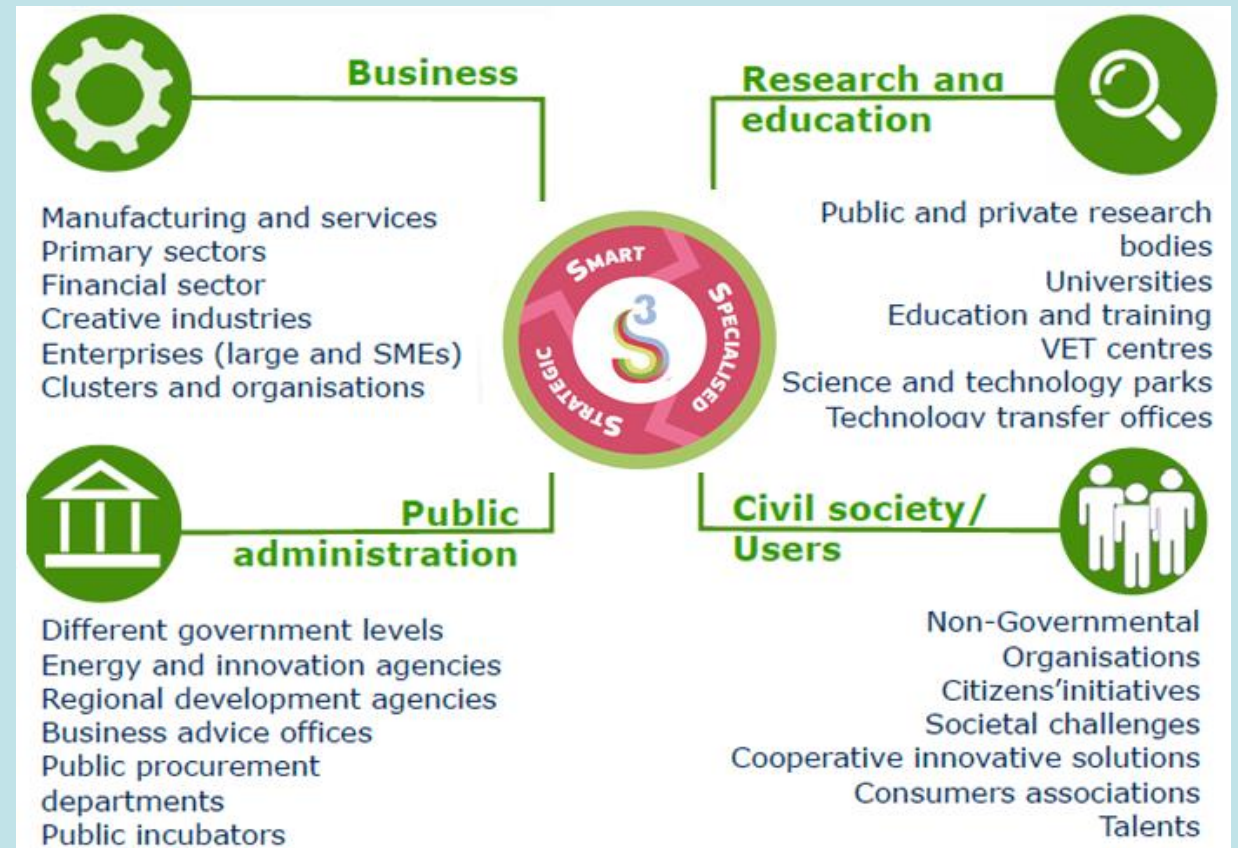 Business
Manufacturing and services
Primary sectors
Financial sector
Creative industries
Enterprises (large and SMEs)
Clusters and organisations
Research and
education
Public and private research
bodies
Universities
Education and training
VET centres
Science and technology parks
Technology transfer offices
SMART
SPECIALISED
STRATEGIC
S3
Public
administration
Different government levels
Energy and innovation agencies
Regional development agencies
Business advice offices
Public procurement
departments
Public incubators
Civil society/
Users
Non-Governmental
Organisations
Citizens'initiatives
Societal challenges
Cooperative innovative solutions
Consumers associations
Talents